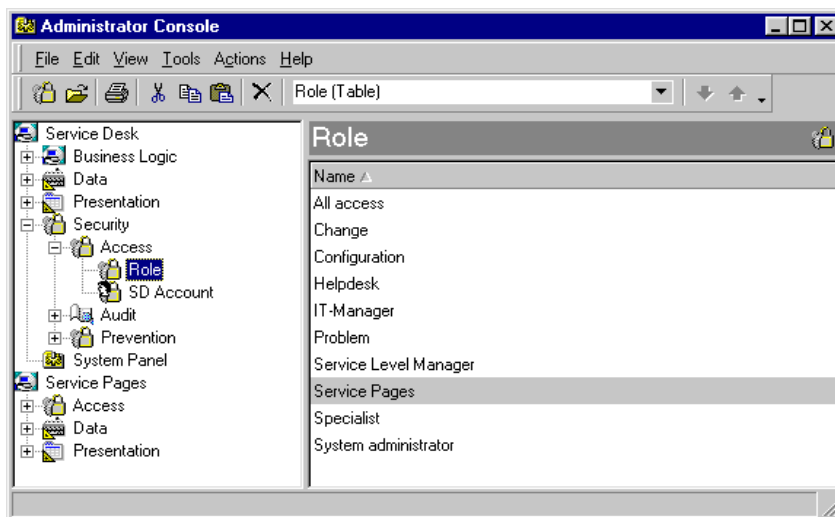 Administrator Console
File Edit View Tools Actions Help
Role (Table)
Service Desk
Business Logic
Data
Presentation
Security
Access
Role
SD Account
Audit
Prevention
System Panel
Service Pages
Access
Data
Presentation
Role
Name
All access
Change
Configuration
Helpdesk
IT-Manager
Problem
Service Level Manager
Service Pages
Specialist
System administrator